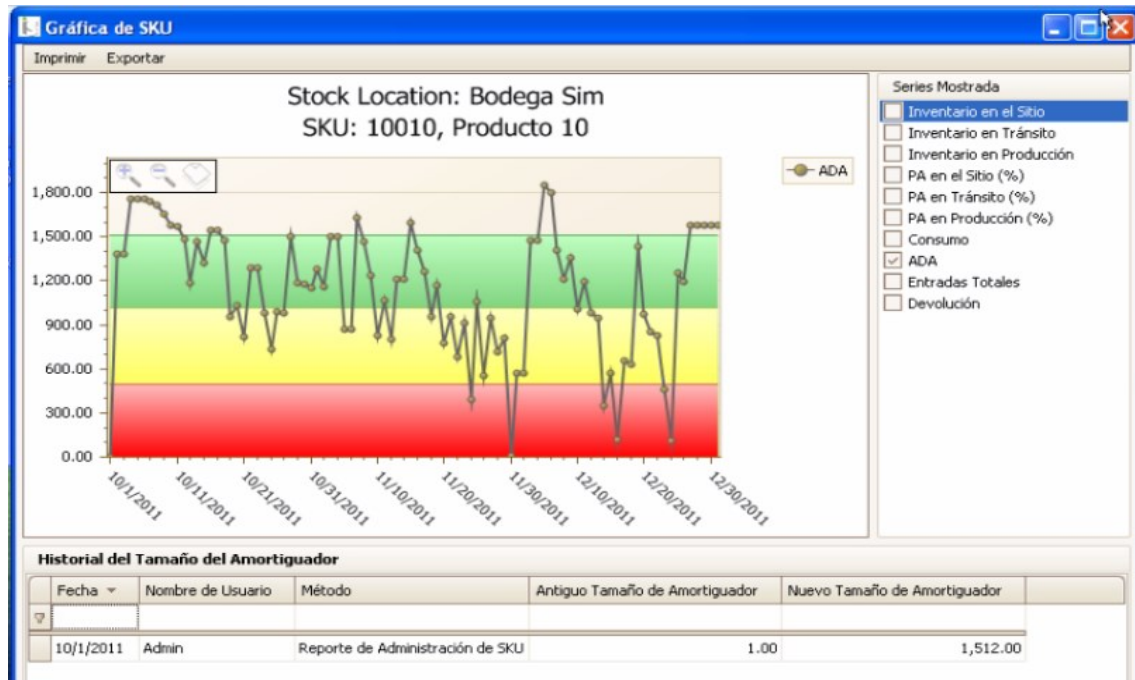 Gráfica de SKU
Imprimir Exportar
Stock Location: Bodega Sim
SKU: 10010, Producto 10
ADA
1,800.00
1,500.00
1,200.00
900.00
600.00
300.00
0.00
10/1/2011
10/11/2011
10/21/2011
10/31/2011
11/10/2011
11/20/2011
11/30/2011
12/10/2011
12/20/2011
12/30/2011
Series Mostrada
Inventario en el Sitio
Inventario en Tránsito
Inventario en Producción
PA en el Sitio (%)
PA en Tránsito (%)
PA en Producción (%)
Consumo
ADA
Entradas Totales
Devolución
Historial del Tamaño del Amortiguador
Fecha Nombre de Usuario Método Antiguo Tamaño de Amortiguador Nuevo Tamaño de Amortiguador
10/1/2011 Admin Reporte de Administración de SKU 1.00 1,512.00